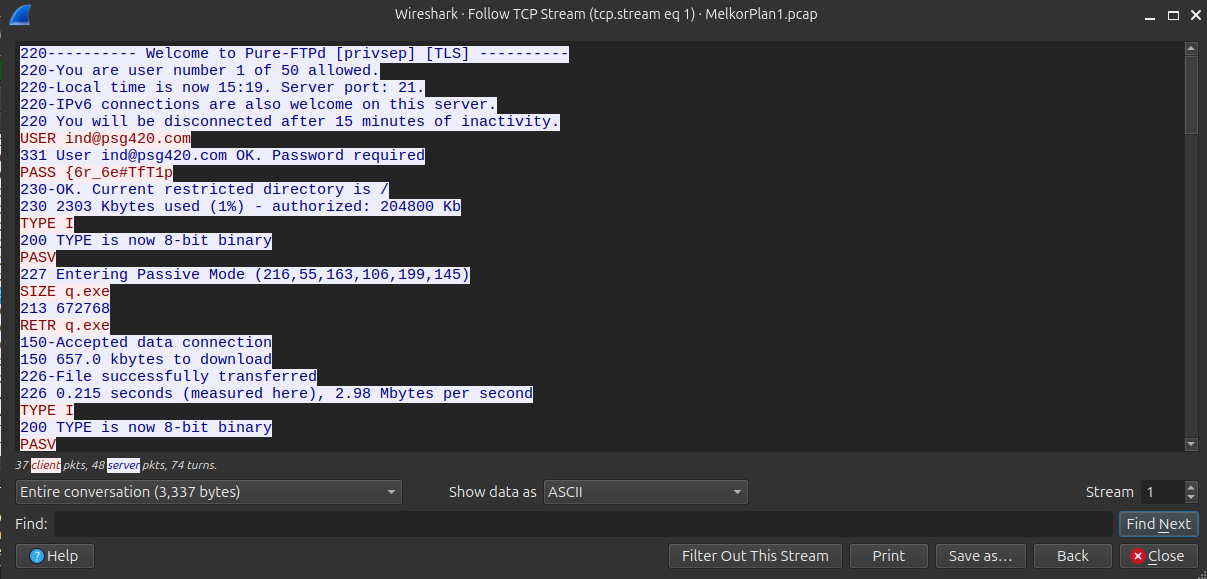 Wireshark · Follow TCP Stream (tcp.stream eq 1) · MelkorPlan1.pcap
220---------- Welcome to Pure-FTPd [privsep] [TLS] ----------
220-You are user number 1 of 50 allowed.
220-Local time is now 15:19. Server port: 21.
220-IPv6 connections are also welcome on this server.
220 You will be disconnected after 15 minutes of inactivity.
USER ind@psg420.com
331 User ind@psg420.com OK. Password required
PASS {6r_6e#TfT1p
230-OK. Current restricted directory is /
230 2303 Kbytes used (1%) - authorized: 204800 Kb
TYPE I
200 TYPE is now 8-bit binary
PASV
227 Entering Passive Mode (216,55,163,106,199,145)
SIZE q.exe
213 672768
RETR q.exe
150-Accepted data connection
150 657.0 kbytes to download
226-File successfully transferred
226 0.215 seconds (measured here), 2.98 Mbytes per second
TYPE I
200 TYPE is now 8-bit binary
PASV
37 client pkts, 48 server pkts, 74 turns.
Entire conversation (3,337 bytes) Show data as ASCII Stream 1
Find: Find Next
Help Filter Out This Stream Print Save as… Back Close